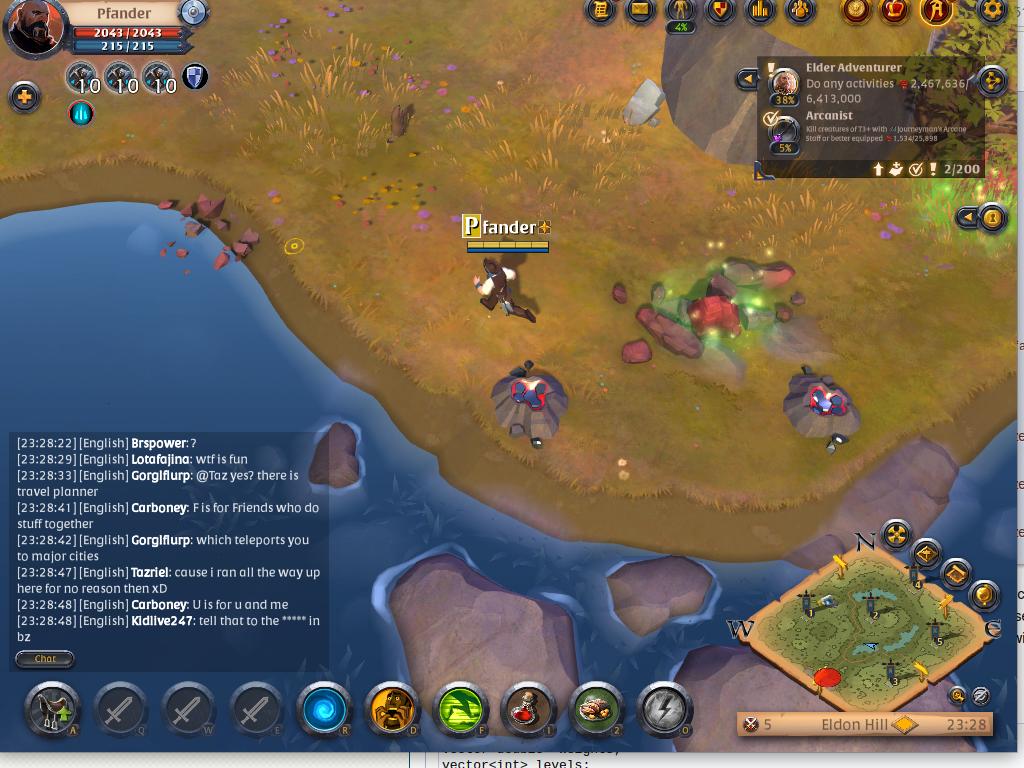 Pfander
2043/2043
215/215
10 10 10
4%
Elder Adventurer
Do any activities 2,467,636/
6,413,000
38%
Arcanist
Kill creatures of T3+ with Journeyman's Arcane
Staff or better equipped 1,534/25,898
5%
2/200
Pfander
[23:28:22][English] Brspower: ?
[23:28:29][English] Lotafajina: wtf is fun
[23:28:33][English] Gorglflurp: @Taz yes? there is
travel planner
[23:28:41][English] Carboney: F is for Friends who do
stuff together
[23:28:42][English] Gorglflurp: which teleports you
to major cities
[23:28:47][English] Tazriel: cause i ran all the way up
here for no reason then xD
[23:28:48][English] Carboney: U is for u and me
[23:28:48][English] Kidlive247: tell that to the ***** in
bz
Chat
N
W
E
1
2
3
4
5
A Q W E R D F 1 2 O
5 Eldon Hill 23:28
vector<int> levels;